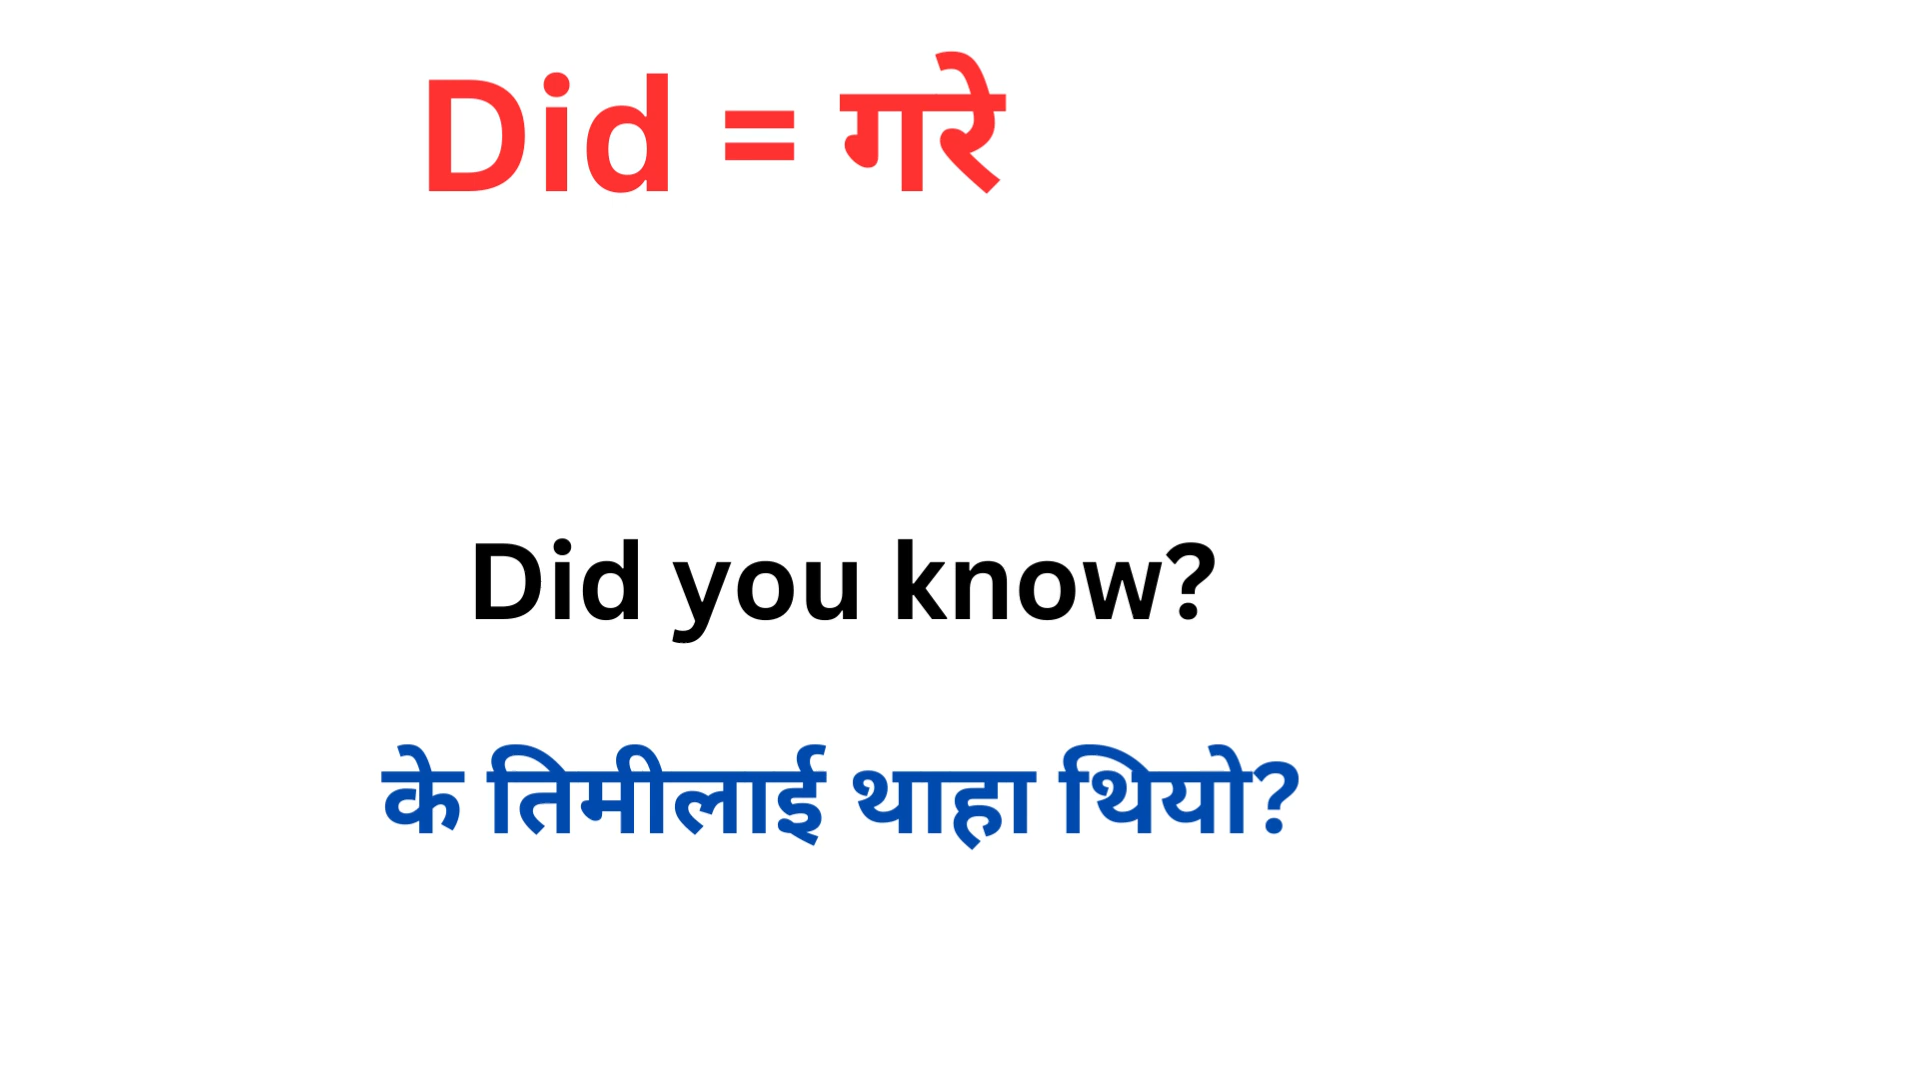 Did = गरे
Did you know?
के तिमीलाई थाहा थियो?